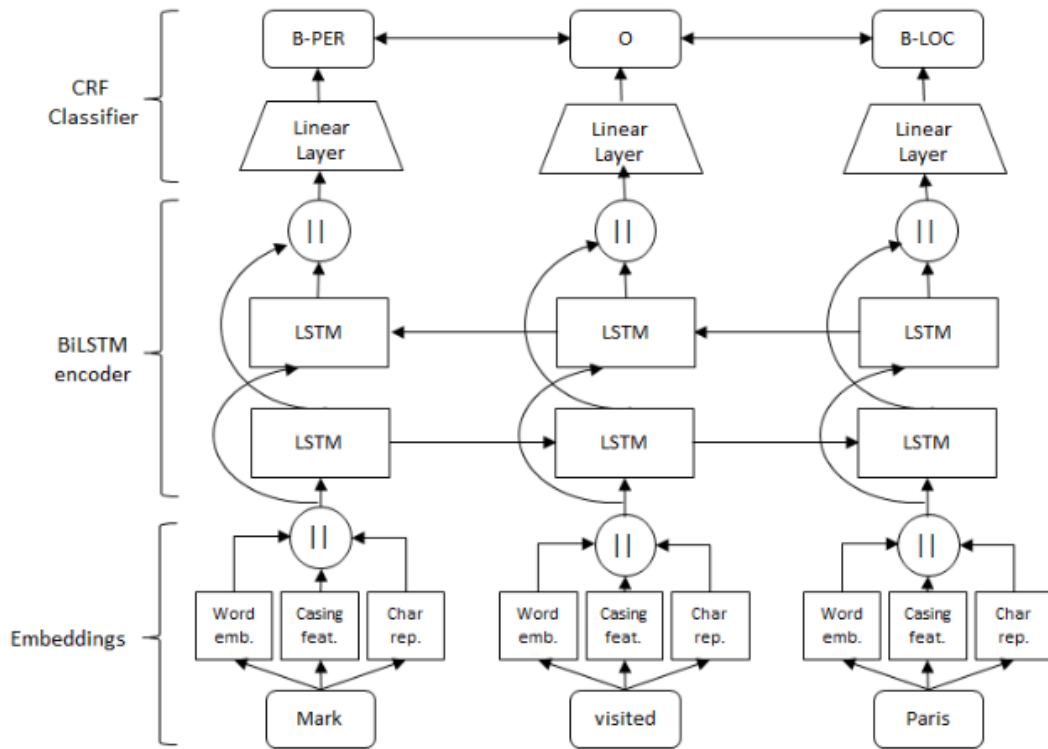 B-PER
O
B-LOC
CRF
Classifier
Linear
Layer
Linear
Layer
Linear
Layer
||
||
||
BiLSTM
encoder
LSTM
LSTM
LSTM
LSTM
LSTM
LSTM
||
||
||
Embeddings
Word
emb.
Casing
feat.
Char
rep.
Word
emb.
Casing
feat.
Char
rep.
Word
emb.
Casing
feat.
Char
rep.
Mark
visited
Paris